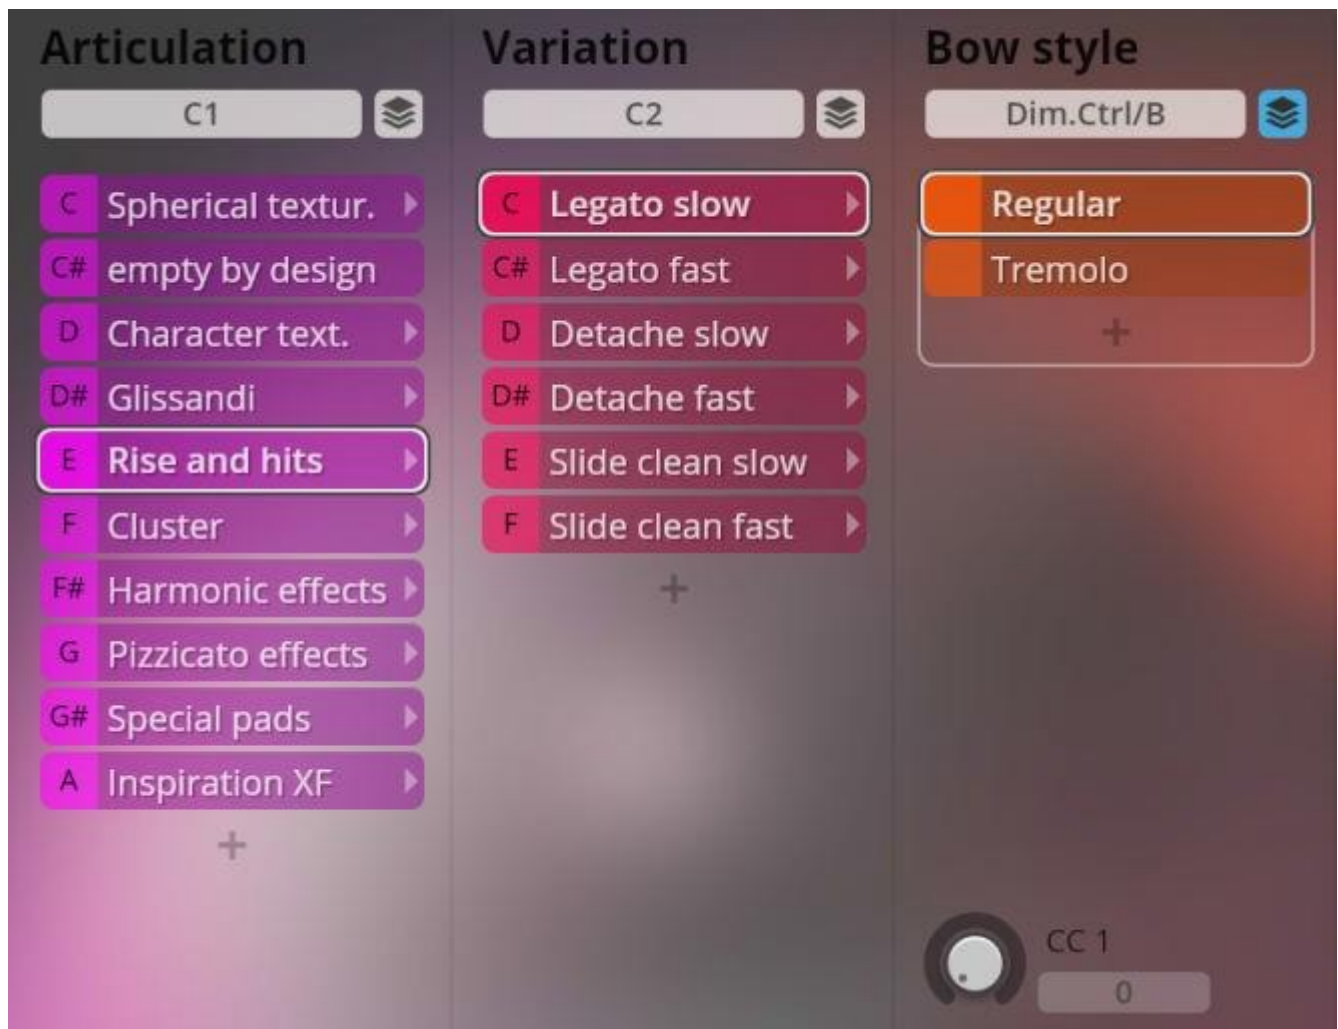 Articulation
C1
C Spherical textur.
C# empty by design
D Character text.
D# Glissandi
E Rise and hits
F Cluster
F# Harmonic effects
G Pizzicato effects
G# Special pads
A Inspiration XF
+
Variation
C2
C Legato slow
C# Legato fast
D Detache slow
D# Detache fast
E Slide clean slow
F Slide clean fast
+
Bow style
Dim.Ctrl/B
Regular
Tremolo
+
CC 1
0